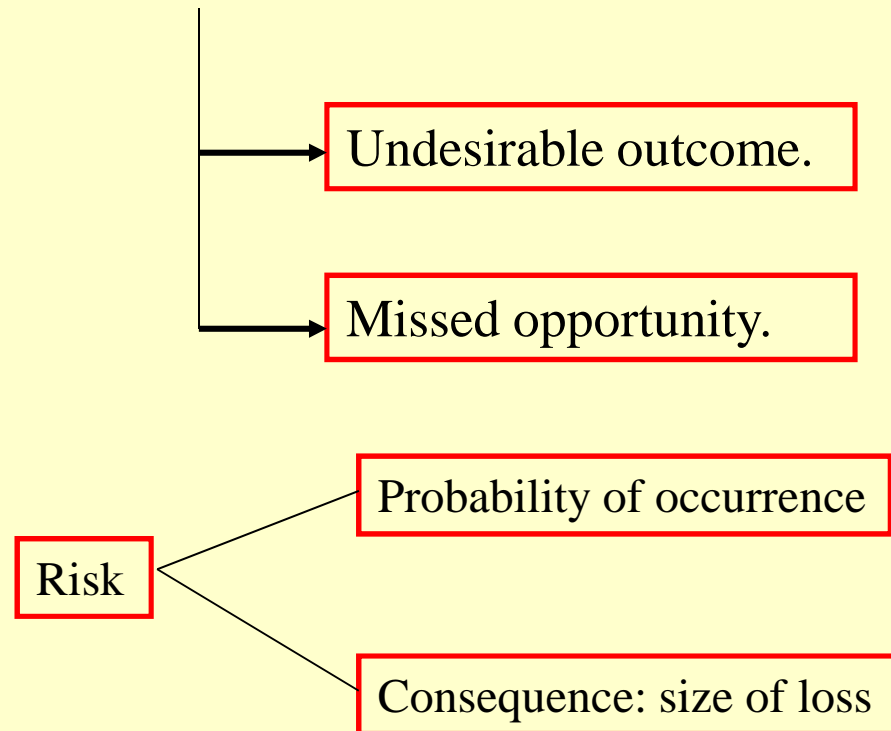 Undesirable outcome.
Missed opportunity.
Probability of occurrence
Risk
Consequence: size of loss